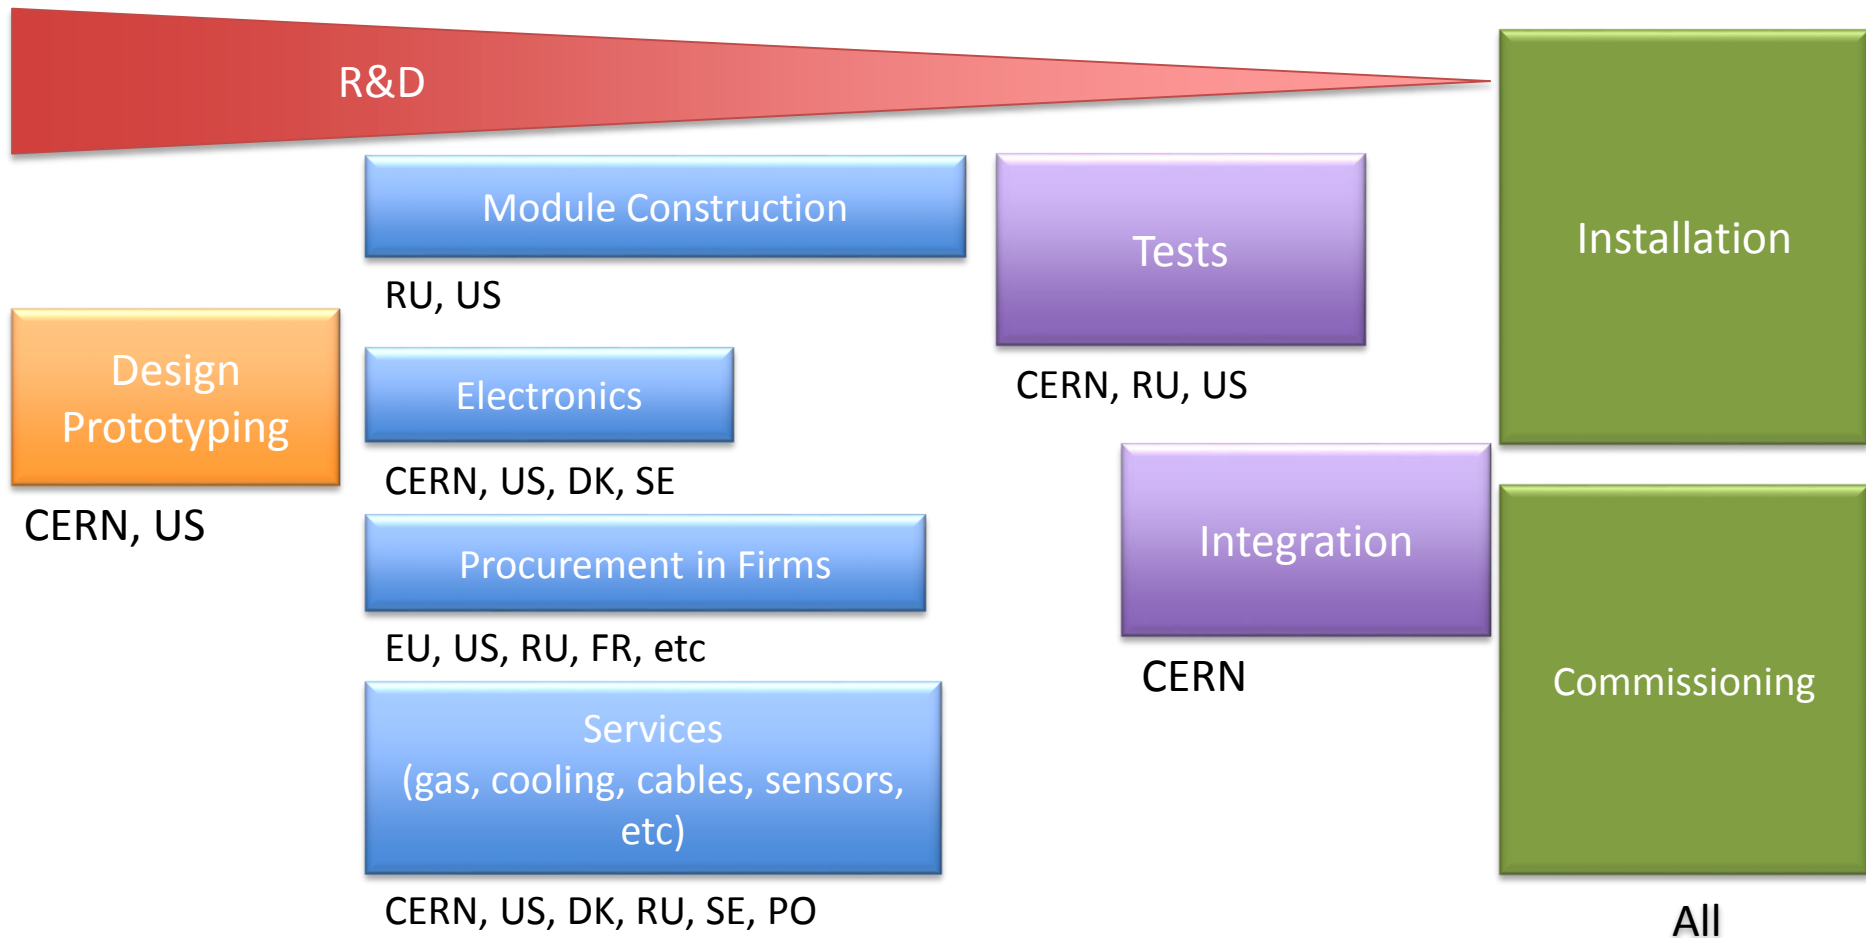 R&D
Design
Prototyping
CERN, US
Module Construction
RU, US
Electronics
CERN, US, DK, SE
Procurement in Firms
EU, US, RU, FR, etc
Services
(gas, cooling, cables, sensors,
etc)
CERN, US, DK, RU, SE, PO
Tests
CERN, RU, US
Integration
CERN
Installation
Commissioning
All